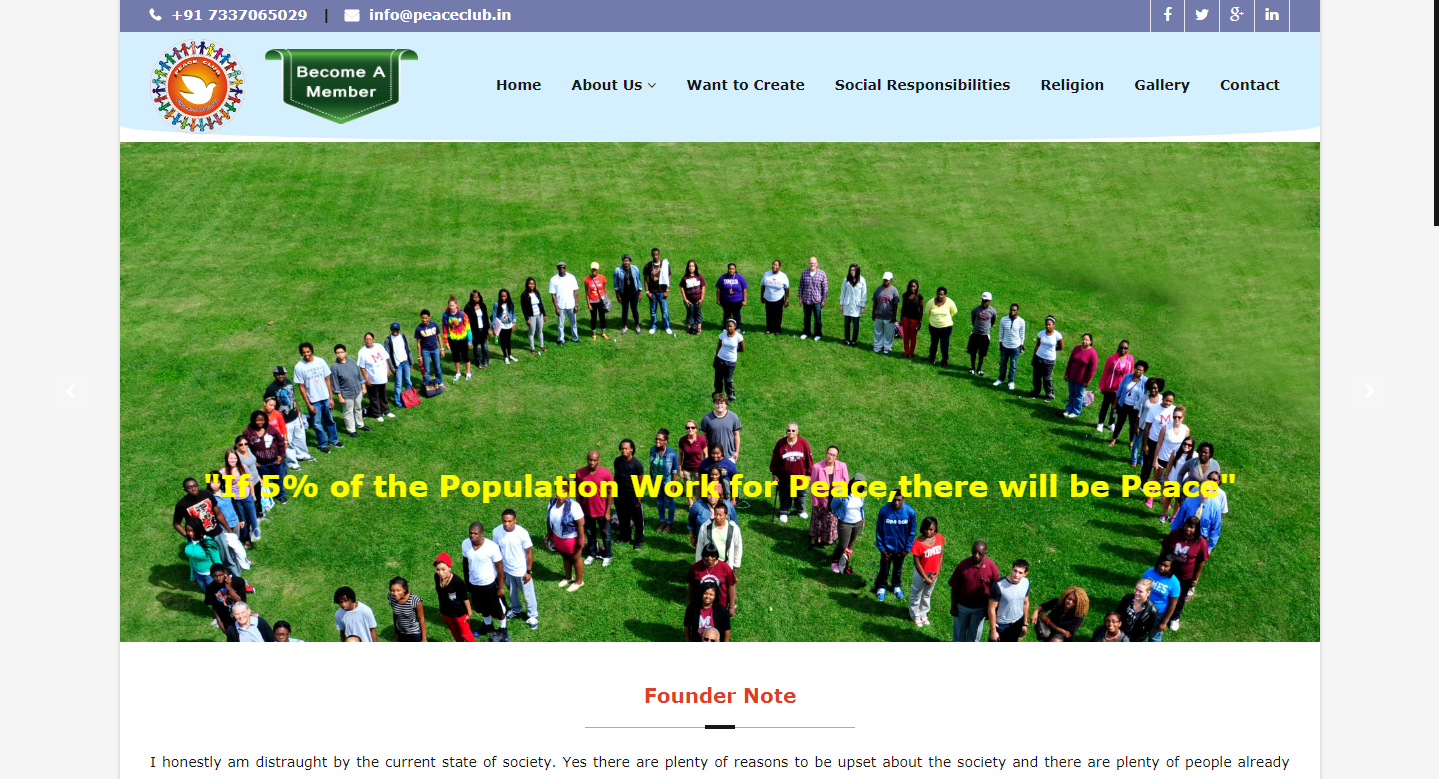 +91 7337065029 | info@peaceclub.in
PEACE CLUB
Become A
Member
Home About Us Want to Create Social Responsibilities Religion Gallery Contact
"If 5% of the Population Work for Peace,there will be Peace"
Founder Note
I honestly am distraught by the current state of society. Yes there are plenty of reasons to be upset about the society and there are plenty of people already